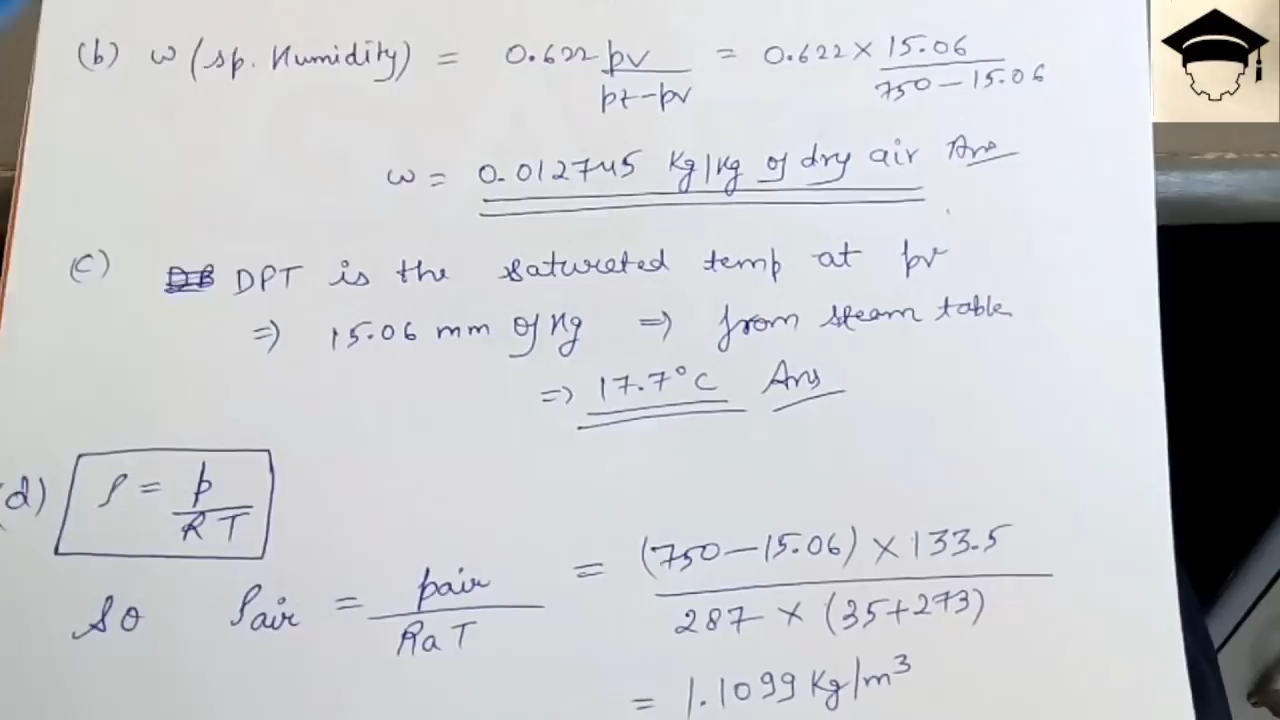 (b) ω (sp. Humidity) = 0.622 pv / pt-pv = 0.622 × 15.06 / 750-15.06
ω = 0.012745 Kg/Kg of dry air Ans
(c) DPT is the saturated temp at pv
=> 15.06 mm of Hg => from steam table
=> 17.7°C Ans
(d) ρ = p / RT
So ρair = pair / RaT = (750-15.06) × 133.5 / 287 × (35+273)
= 1.1099 Kg/m³